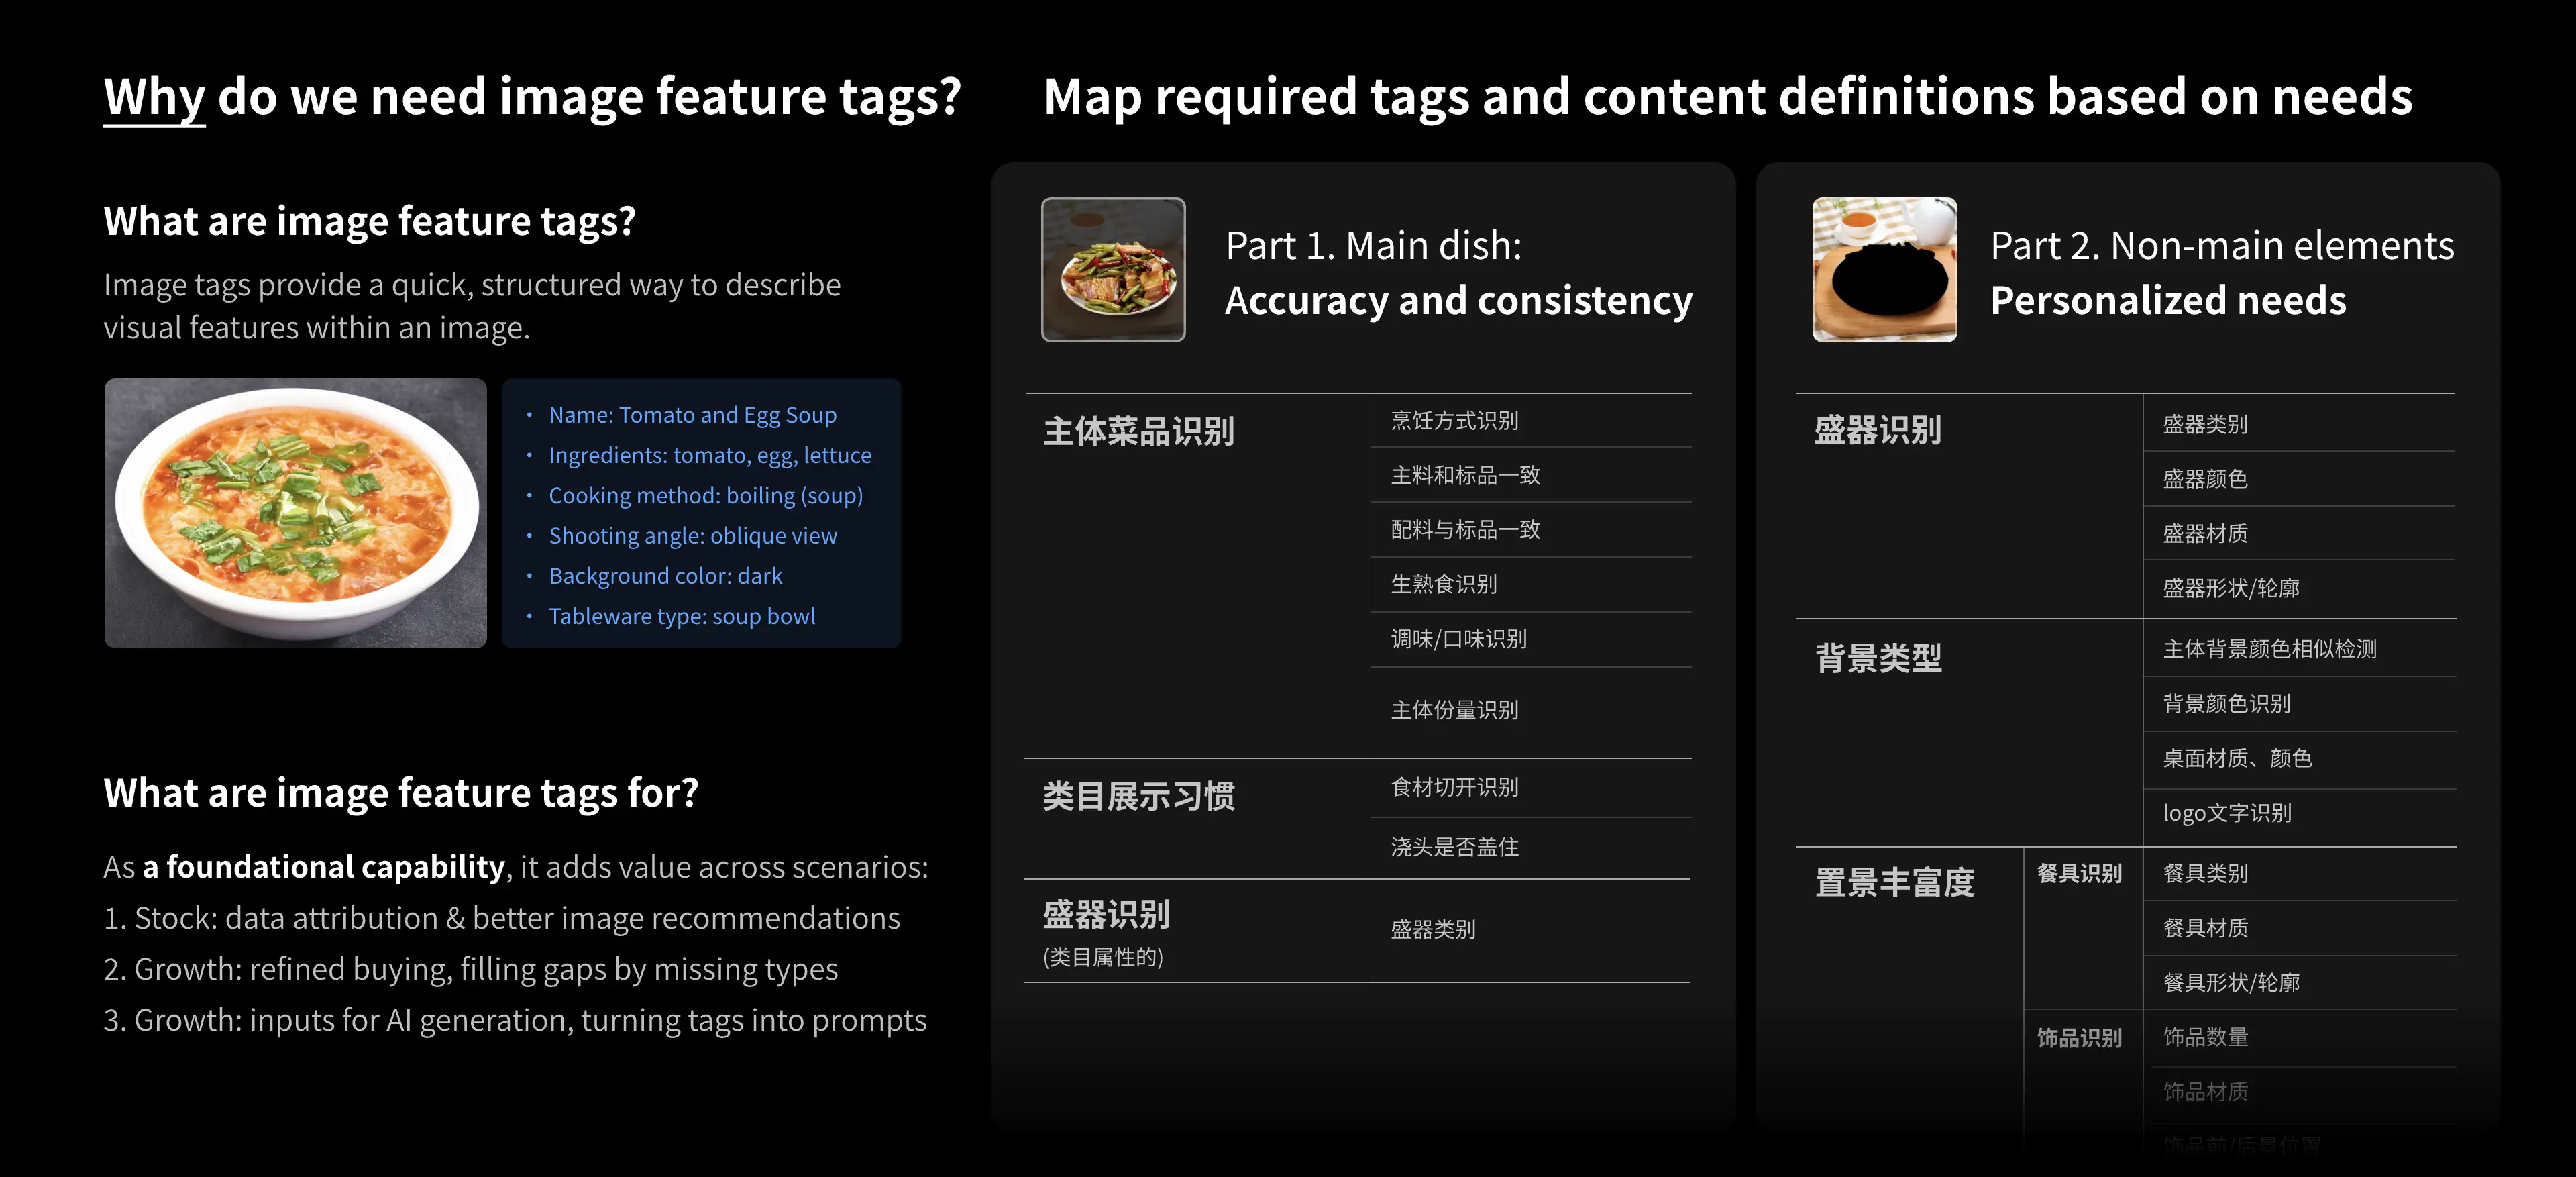 Why do we need image feature tags?
What are image feature tags?
Image tags provide a quick, structured way to describe
visual features within an image.
• Name: Tomato and Egg Soup
• Ingredients: tomato, egg, lettuce
• Cooking method: boiling (soup)
• Shooting angle: oblique view
• Background color: dark
• Tableware type: soup bowl
What are image feature tags for?
As a foundational capability, it adds value across scenarios:
1. Stock: data attribution & better image recommendations
2. Growth: refined buying, filling gaps by missing types
3. Growth: inputs for AI generation, turning tags into prompts
Map required tags and content definitions based on needs
Part 1. Main dish:
Accuracy and consistency
主体菜品识别
烹饪方式识别
主料和标品一致
配料与标品一致
生熟食识别
调味/口味识别
主体份量识别
类目展示习惯
食材切开识别
浇头是否盖住
盛器识别
(类目属性的)
盛器类别
Part 2. Non-main elements
Personalized needs
盛器识别
盛器类别
盛器颜色
盛器材质
盛器形状/轮廓
背景类型
主体背景颜色相似检测
背景颜色识别
桌面材质、颜色
logo文字识别
置景丰富度
餐具识别
餐具类别
餐具材质
餐具形状/轮廓
饰品识别
饰品数量
饰品材质
饰品前/后景位置